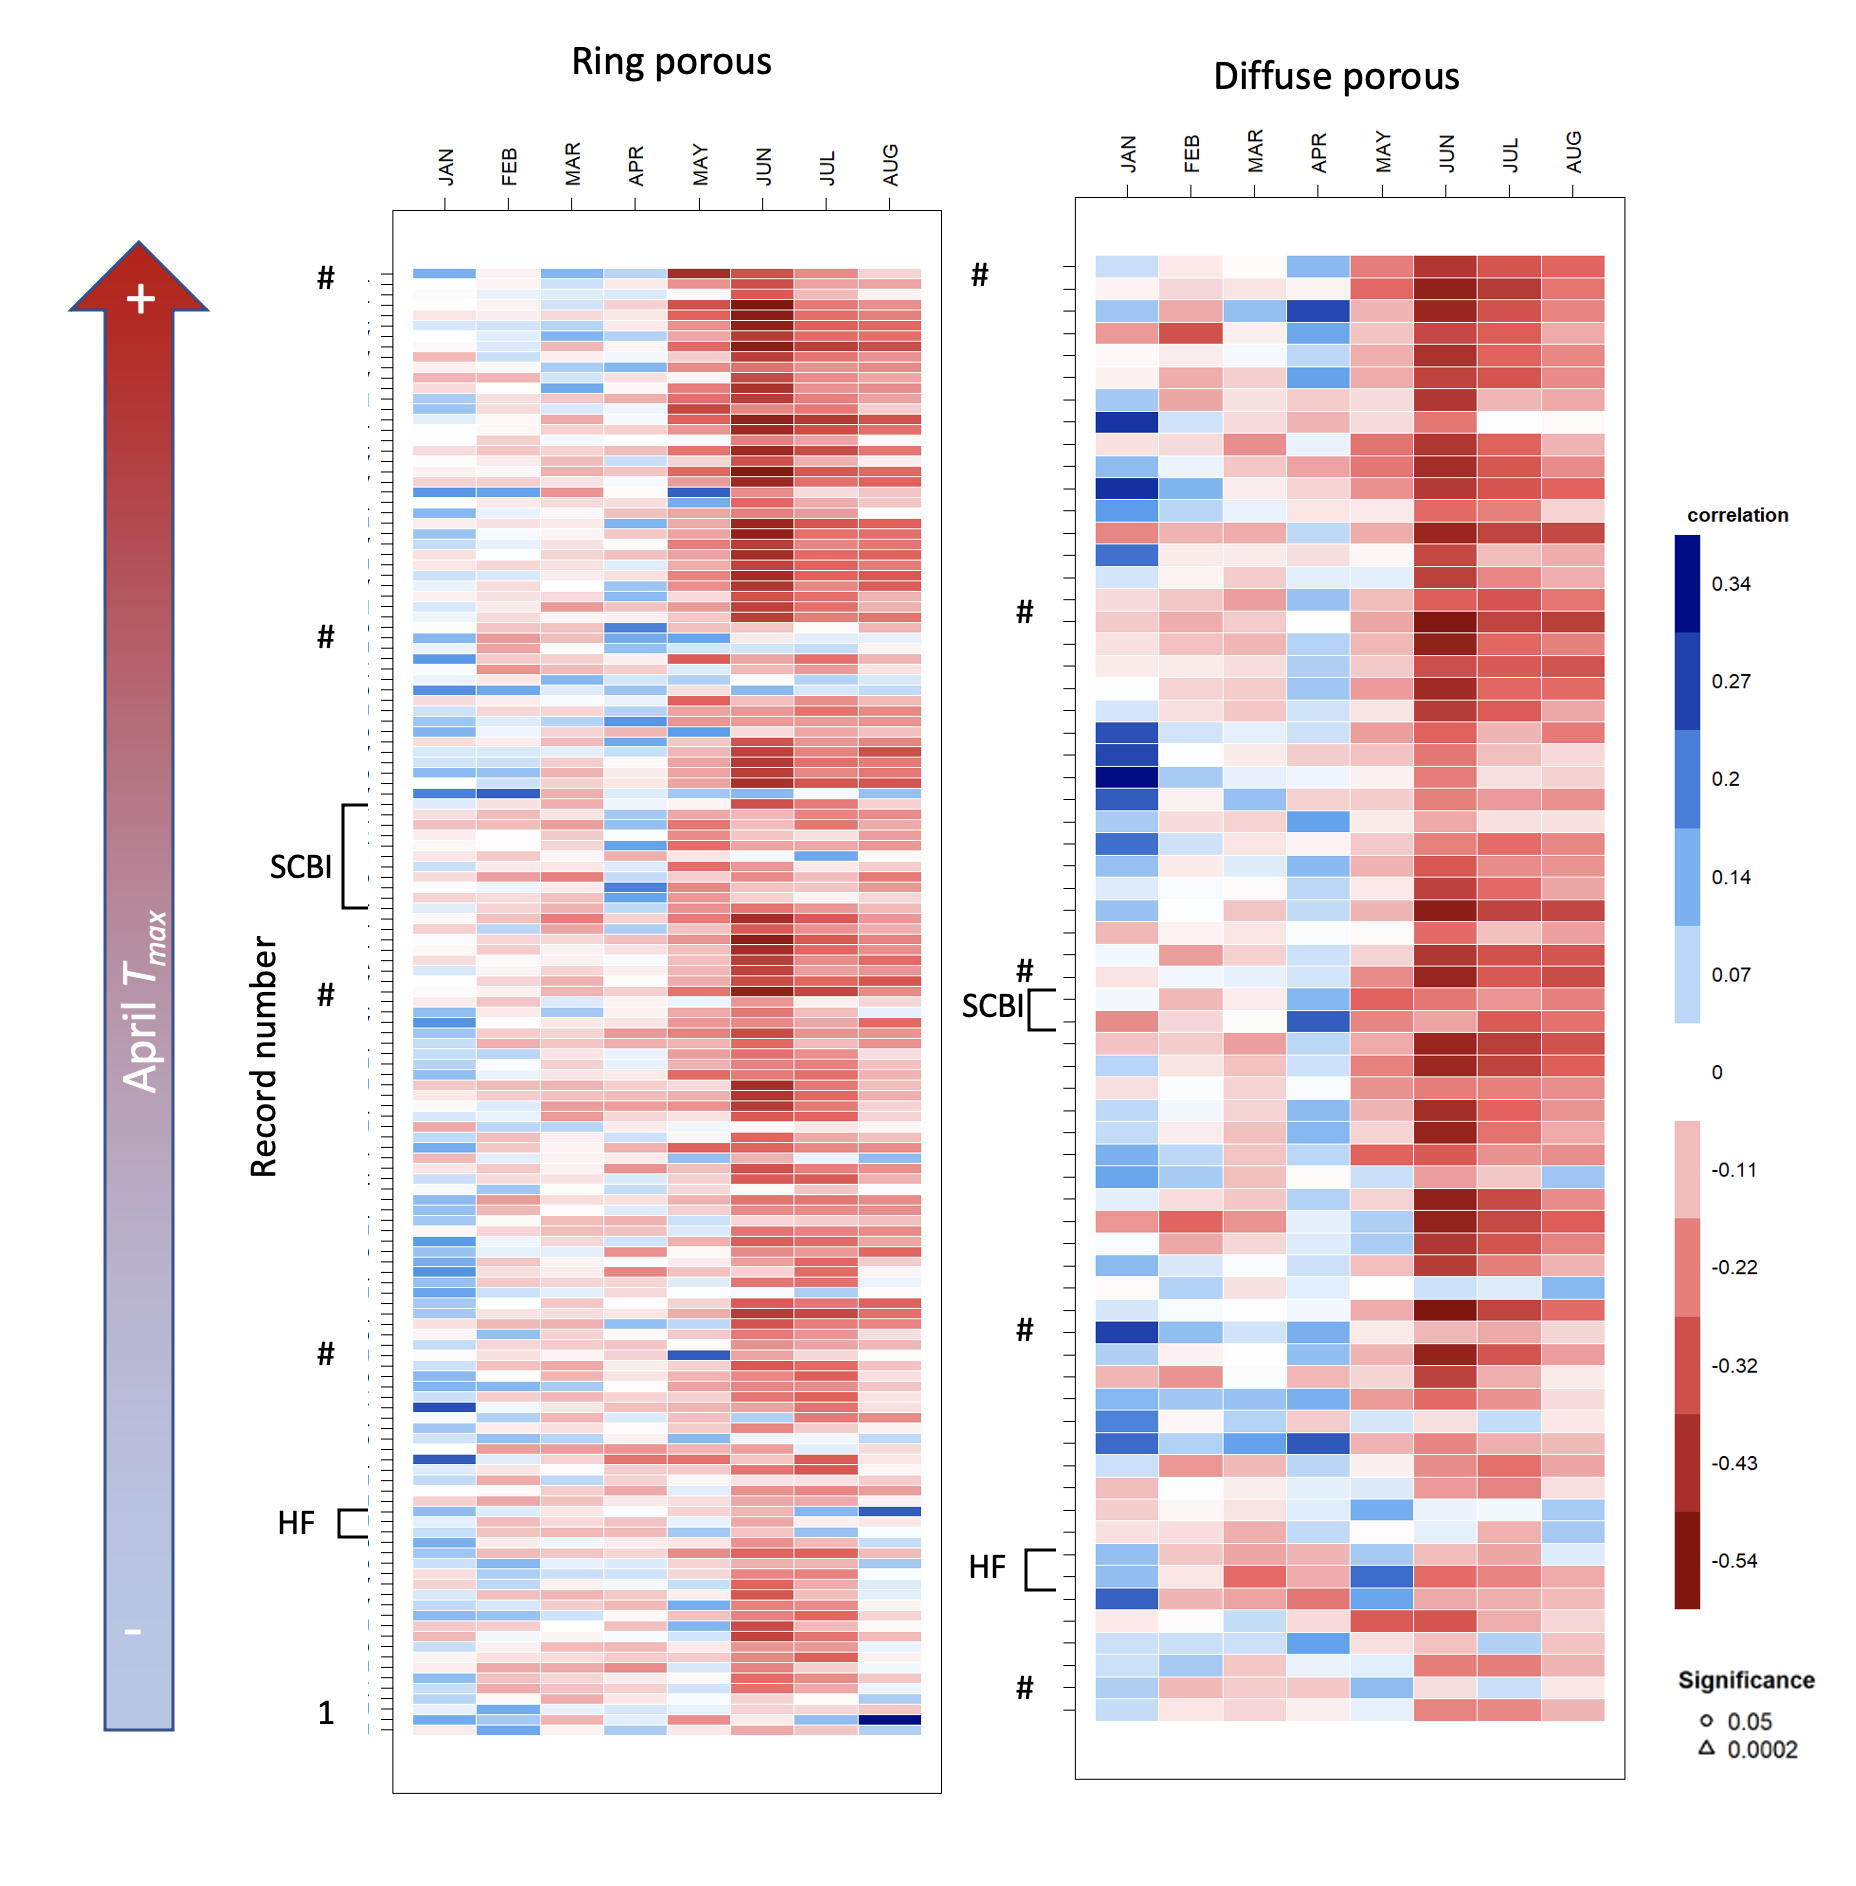 Ring porous
Diffuse porous
JAN FEB MAR APR MAY JUN JUL AUG
JAN FEB MAR APR MAY JUN JUL AUG
+
April Tmax
-
Record number
#
#
SCBI
#
#
HF
1
#
#
#
SCBI
#
HF
#
correlation
0.34
0.27
0.2
0.14
0.07
0
-0.11
-0.22
-0.32
-0.43
-0.54
Significance
0.05
0.0002